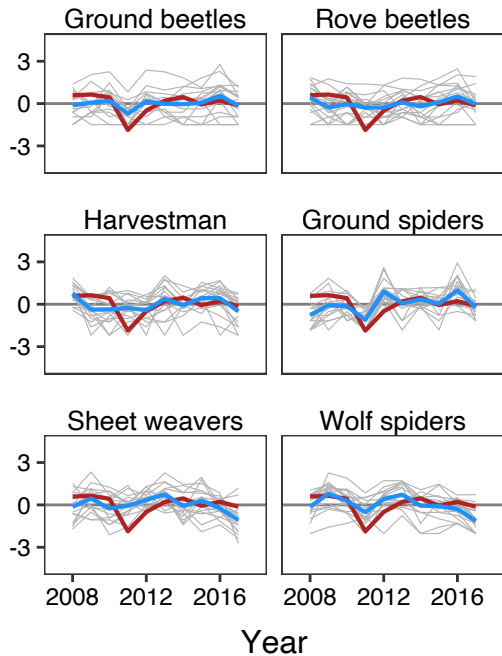 Ground beetles
Rove beetles
3
0
-3
Harvestman
Ground spiders
3
0
-3
Sheet weavers
Wolf spiders
3
0
-3
2008 2012 2016
2008 2012 2016
Year